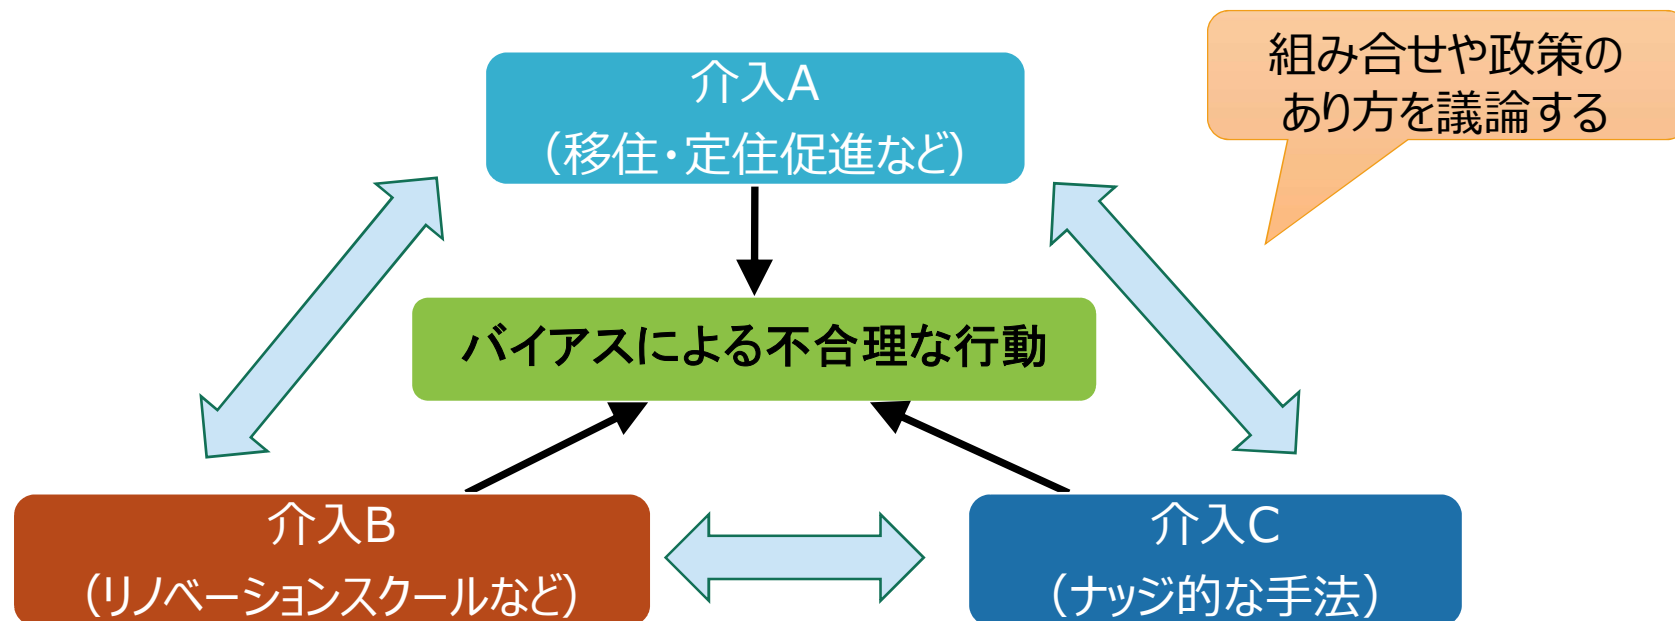 介入A
（移住・定住促進など）
組み合せや政策の
あり方を議論する
バイアスによる不合理な行動
介入B
（リノベーションスクールなど）
介入C
（ナッジ的な手法）